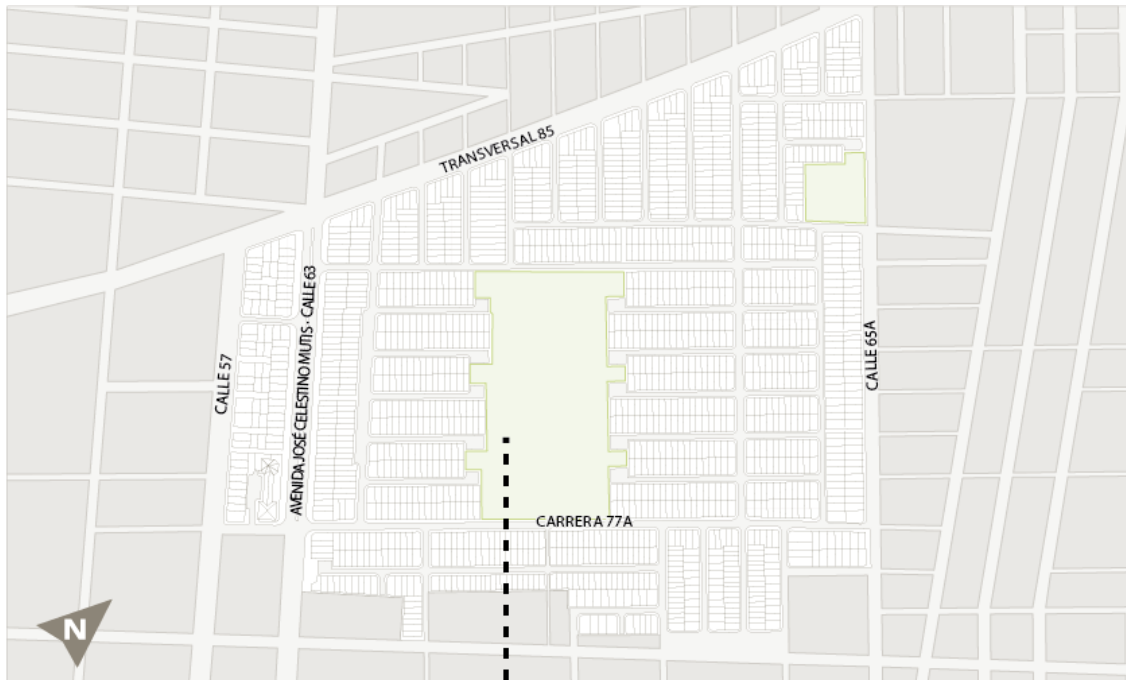 TRANSVERSAL 85
AVENIDA JOSÉ CELESTINO MUTIS - CALLE 63
CALLE 57
CALLE 65A
CARRERA 77A
N